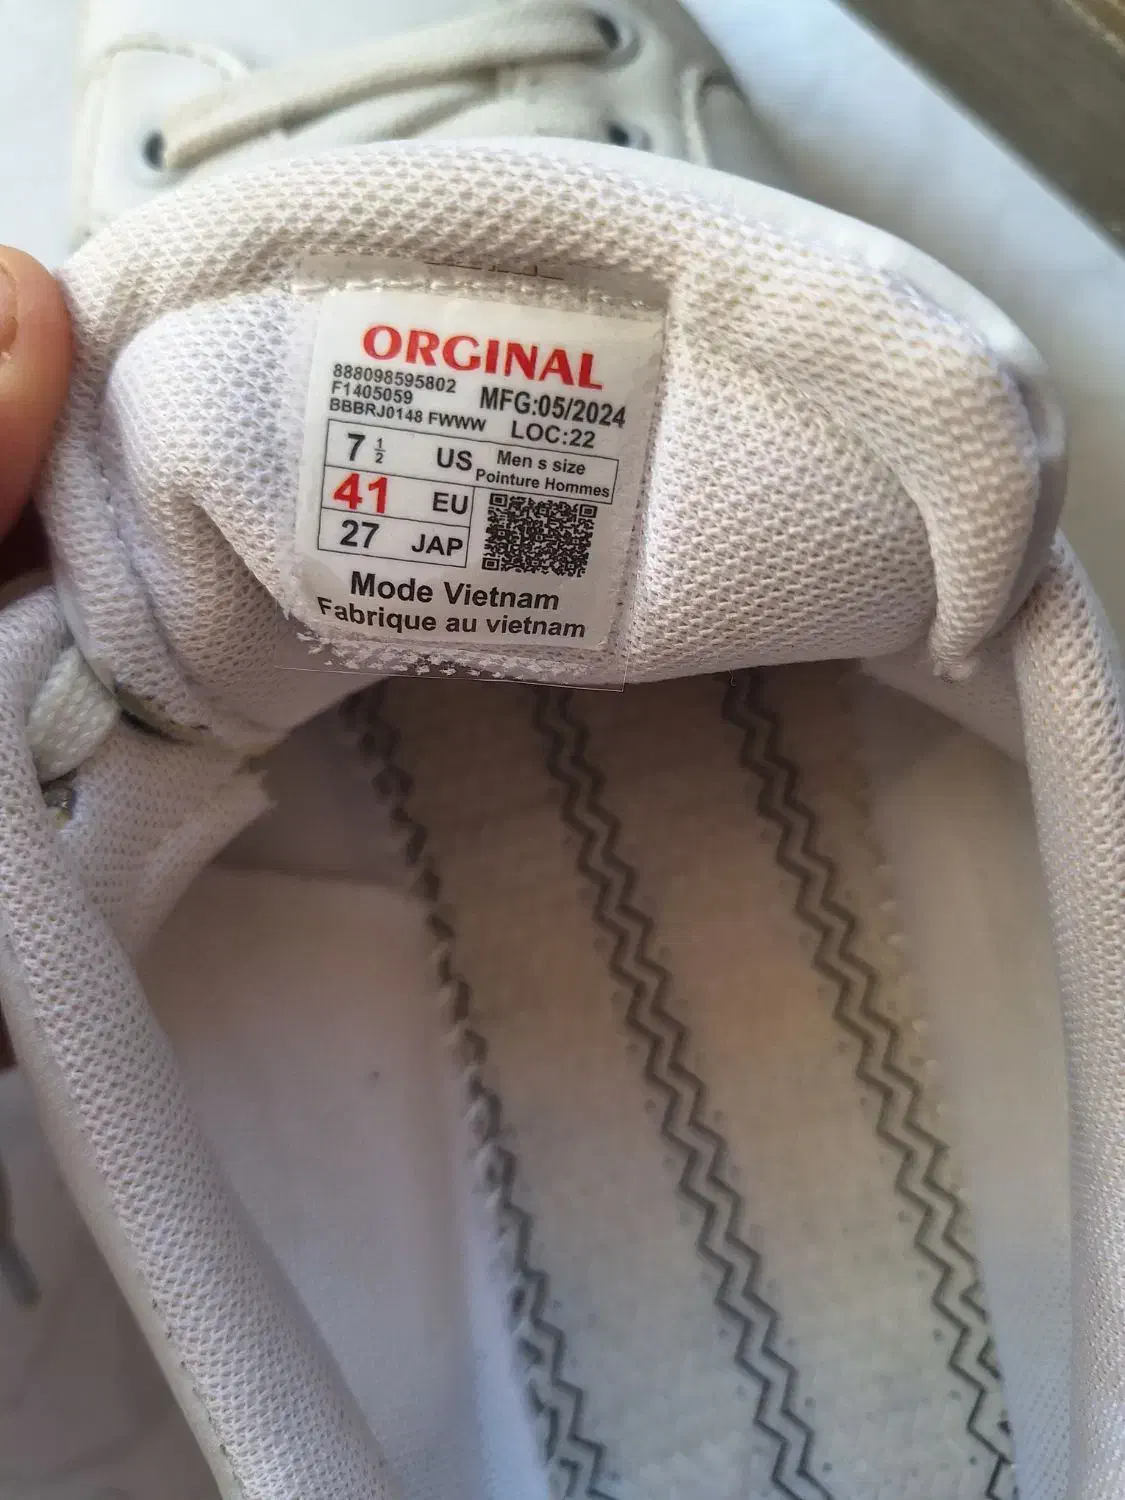 ORGINAL
888098595802
F1405059
BBBRJ0148 FWWW
MFG:05/2024
LOC:22
7 1/2 US
Men s size
Pointure Hommes
41 EU
27 JAP
Mode Vietnam
Fabrique au vietnam